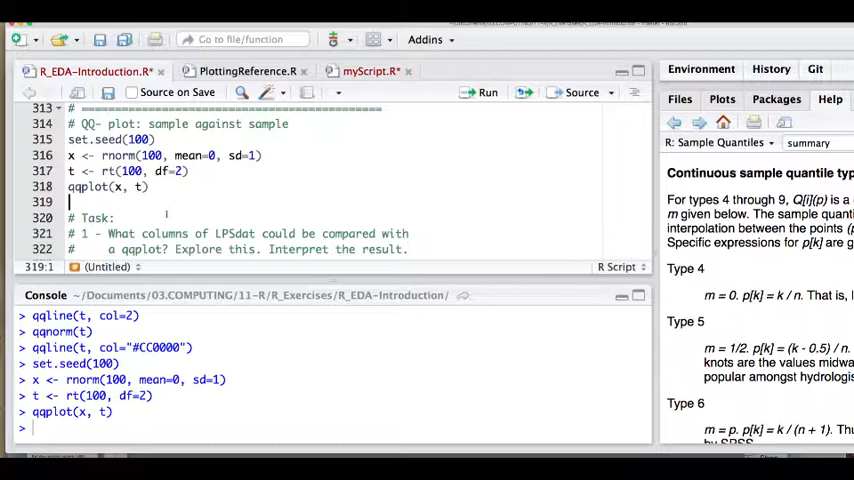 Go to file/function
Addins
R_EDA-Introduction.R*
PlottingReference.R
myScript.R*
Source on Save
Run
Source
313 # =============================================
314 # QQ- plot: sample against sample
315 set.seed(100)
316 x <- rnorm(100, mean=0, sd=1)
317 t <- rt(100, df=2)
318 qqplot(x, t)
319
320 # Task:
321 # 1 - What columns of LPSdat could be compared with
322 #     a qqplot? Explore this. Interpret the result.
319:1 (Untitled) R Script
Console ~/Documents/03.COMPUTING/11-R/R_Exercises/R_EDA-Introduction/
> qqline(t, col=2)
> qqnorm(t)
> qqline(t, col="#CC0000")
> set.seed(100)
> x <- rnorm(100, mean=0, sd=1)
> t <- rt(100, df=2)
> qqplot(x, t)
>
Environment History Git
Files Plots Packages Help
R: Sample Quantiles summary
Continuous sample quantile typ
For types 4 through 9, Q[i](p) is a
m given below. The sample quanti
interpolation between the points (p
Specific expressions for p[k] are g
Type 4
m = 0. p[k] = k / n. That is, l
Type 5
m = 1/2. p[k] = (k - 0.5) / n.
knots are the values midwa
popular amongst hydrologis
Type 6
m = p. p[k] = k / (n + 1). Thu
by SPSS